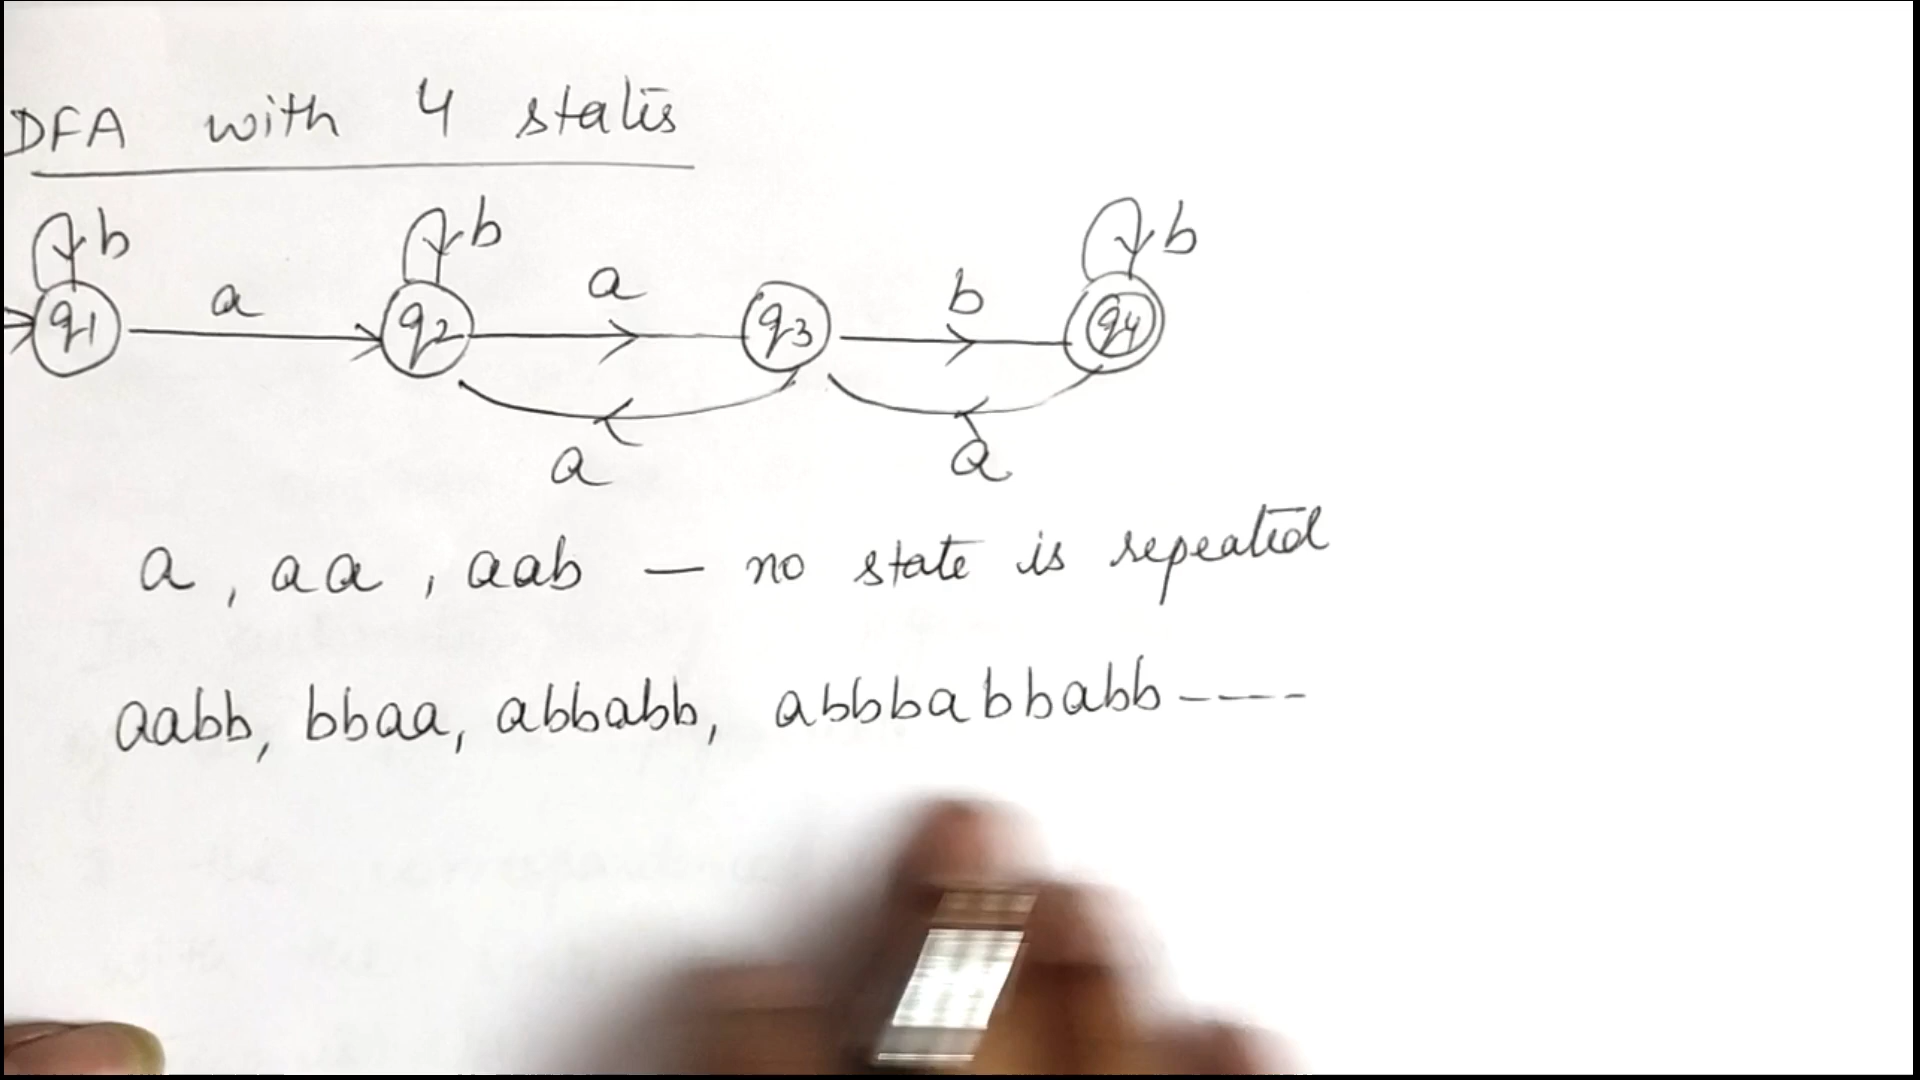 DFA with 4 states
b b b
a a b
q1 q2 q3 q4
a a
a, aa, aab — no state is repeated
aabb, bbaa, abbabb, abbbabbabb ----